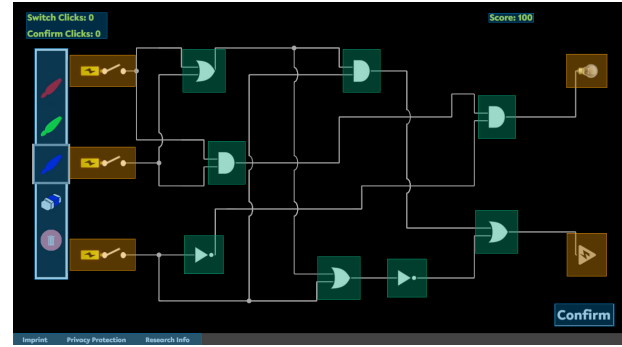 Switch Clicks: 0
Confirm Clicks: 0
Score: 100
Confirm
Imprint Privacy Protection Research Info